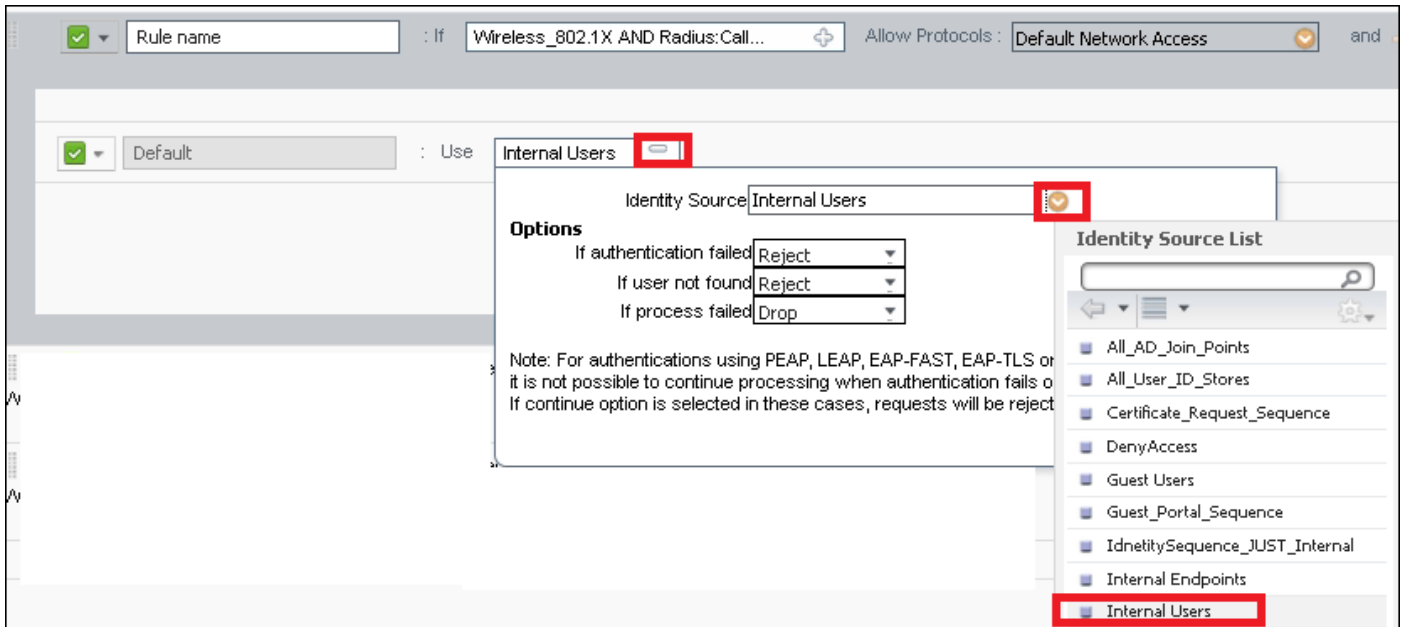 Rule name : If Wireless_802.1X AND Radius:Call... Allow Protocols : Default Network Access and
Default : Use Internal Users
Identity Source Internal Users
Options
If authentication failed Reject
If user not found Reject
If process failed Drop
Note: For authentications using PEAP, LEAP, EAP-FAST, EAP-TLS or
it is not possible to continue processing when authentication fails o
If continue option is selected in these cases, requests will be reject
Identity Source List
All_AD_Join_Points
All_User_ID_Stores
Certificate_Request_Sequence
DenyAccess
Guest Users
Guest_Portal_Sequence
IdnetitySequence_JUST_Internal
Internal Endpoints
Internal Users